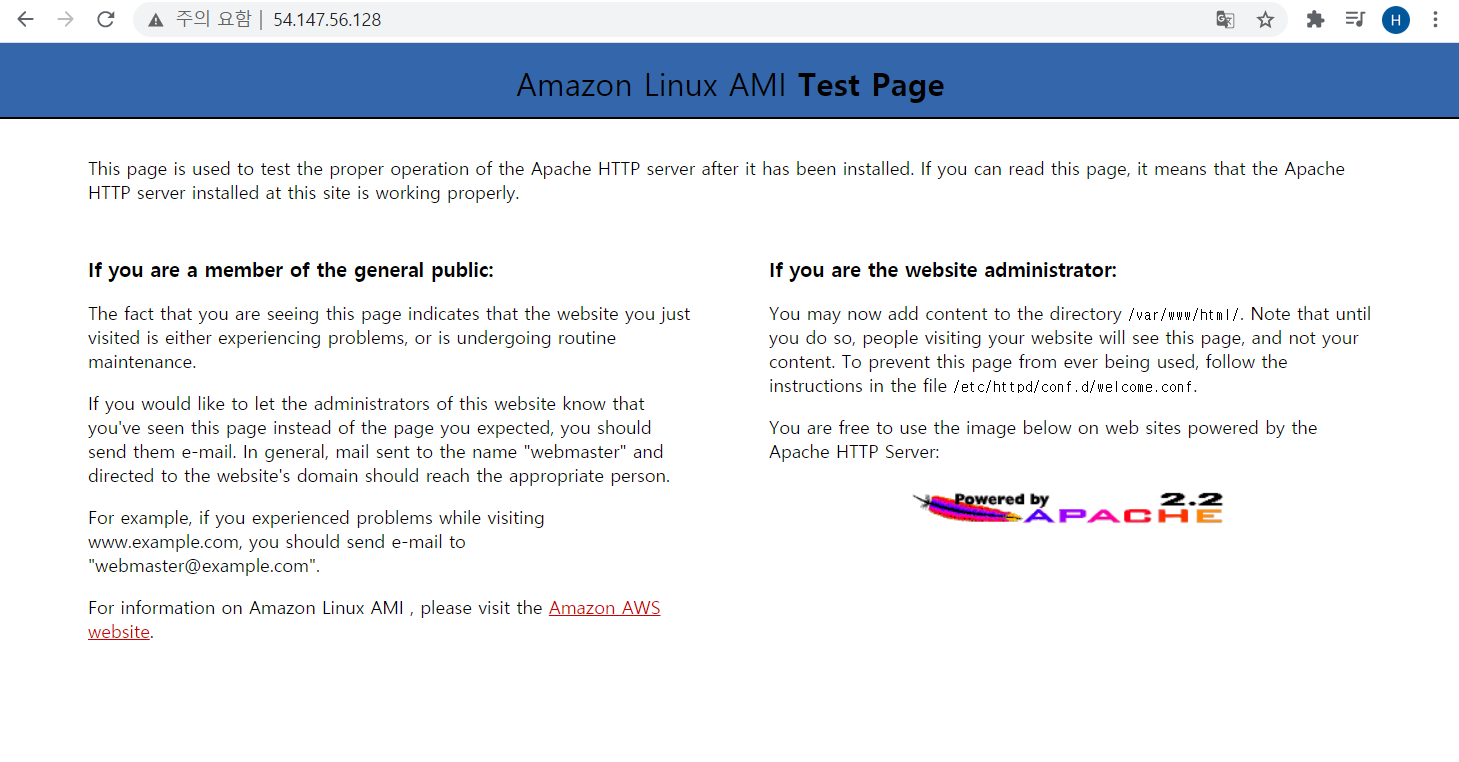 주의 요함 | 54.147.56.128
H
Amazon Linux AMI Test Page
This page is used to test the proper operation of the Apache HTTP server after it has been installed. If you can read this page, it means that the Apache
HTTP server installed at this site is working properly.
If you are a member of the general public:
The fact that you are seeing this page indicates that the website you just
visited is either experiencing problems, or is undergoing routine
maintenance.
If you would like to let the administrators of this website know that
you've seen this page instead of the page you expected, you should
send them e-mail. In general, mail sent to the name "webmaster" and
directed to the website's domain should reach the appropriate person.
For example, if you experienced problems while visiting
www.example.com, you should send e-mail to
"webmaster@example.com".
For information on Amazon Linux AMI , please visit the Amazon AWS
website.
If you are the website administrator:
You may now add content to the directory /var/www/html/. Note that until
you do so, people visiting your website will see this page, and not your
content. To prevent this page from ever being used, follow the
instructions in the file /etc/httpd/conf.d/welcome.conf.
You are free to use the image below on web sites powered by the
Apache HTTP Server:
Powered by 2.2
APACHE